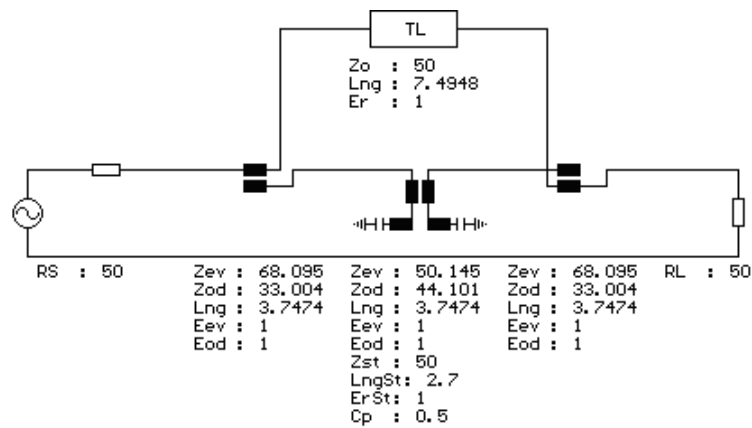 TL
Zo : 50
Lng : 7.4948
Er : 1
RS : 50
Zev : 68.095
Zod : 33.004
Lng : 3.7474
Eev : 1
Eod : 1
Zev : 50.145
Zod : 44.101
Lng : 3.7474
Eev : 1
Eod : 1
Zst : 50
LngSt: 2.7
ErSt: 1
Cp : 0.5
Zev : 68.095
Zod : 33.004
Lng : 3.7474
Eev : 1
Eod : 1
RL : 50